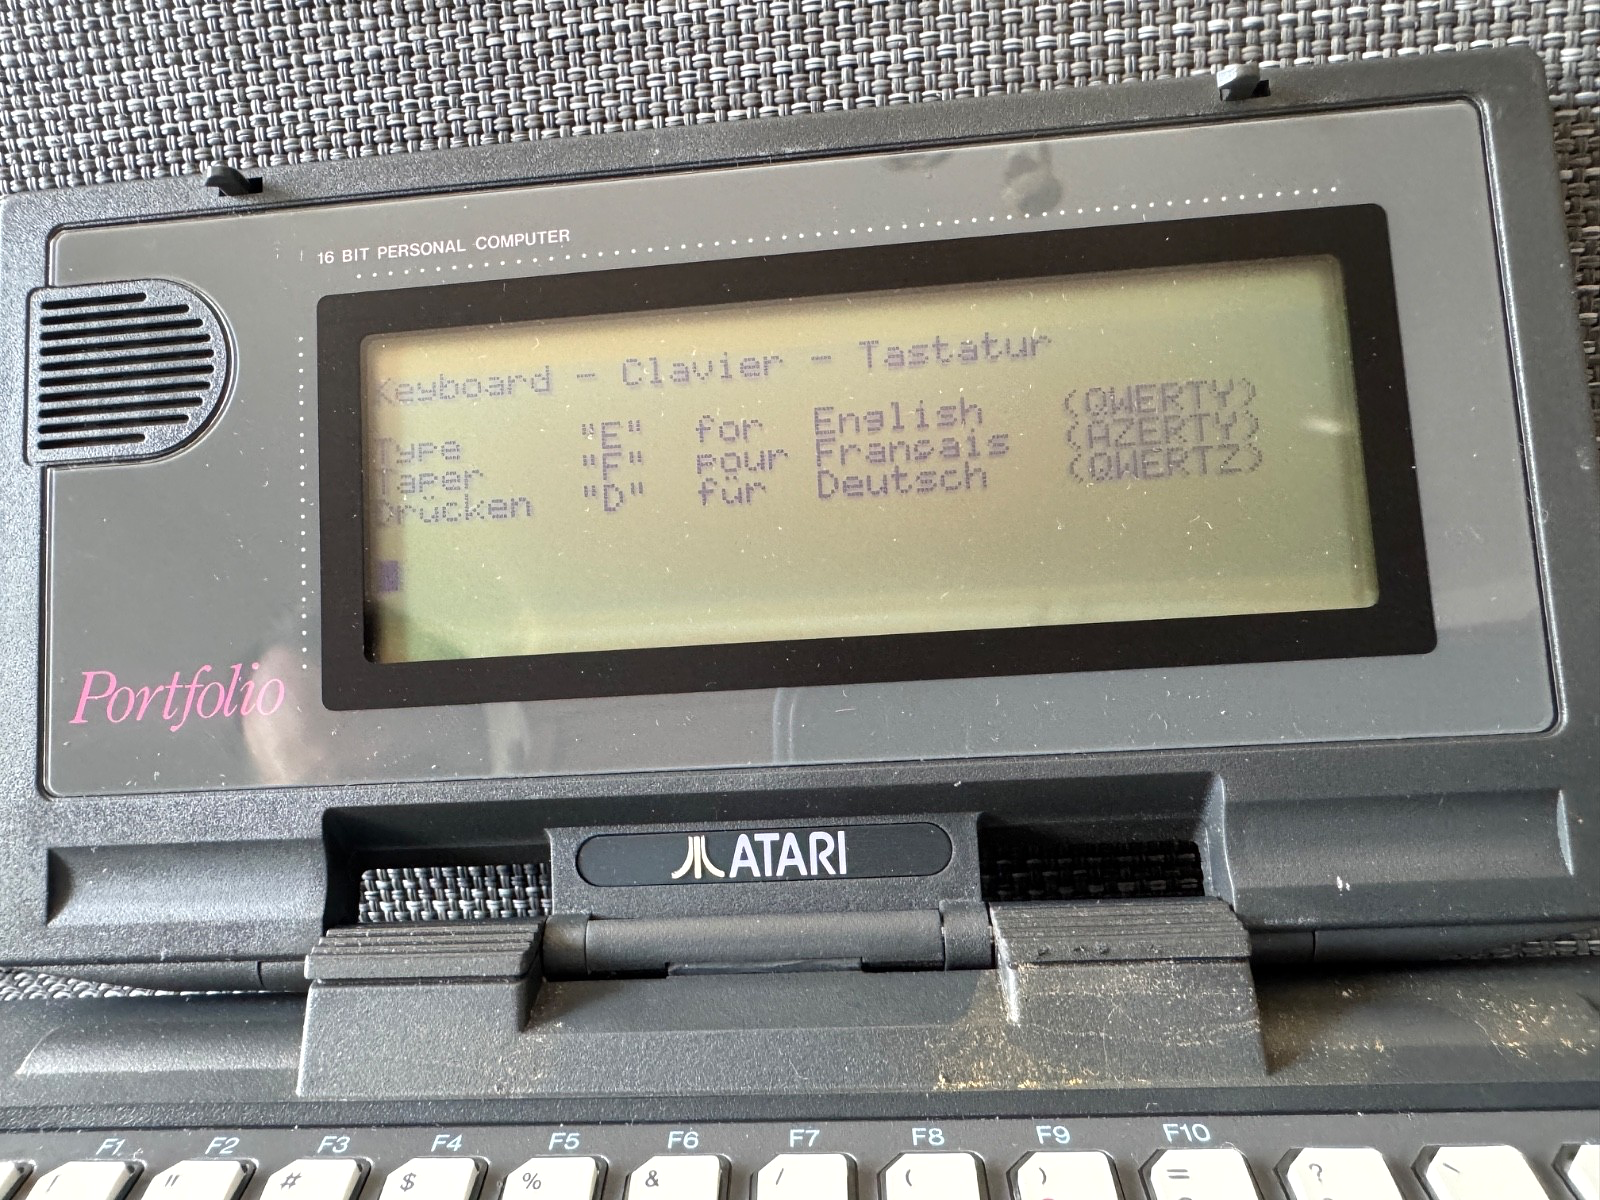 16 BIT PERSONAL COMPUTER
Keyboard - Clavier - Tastatur
Type "E" for English (QWERTY)
Taper "F" pour Français (AZERTY)
Drücken "D" für Deutsch (QWERTZ)
Portfolio
ATARI
F1 F2 F3 F4 F5 F6 F7 F8 F9 F10
! " # $ % & / ( ) = ? `